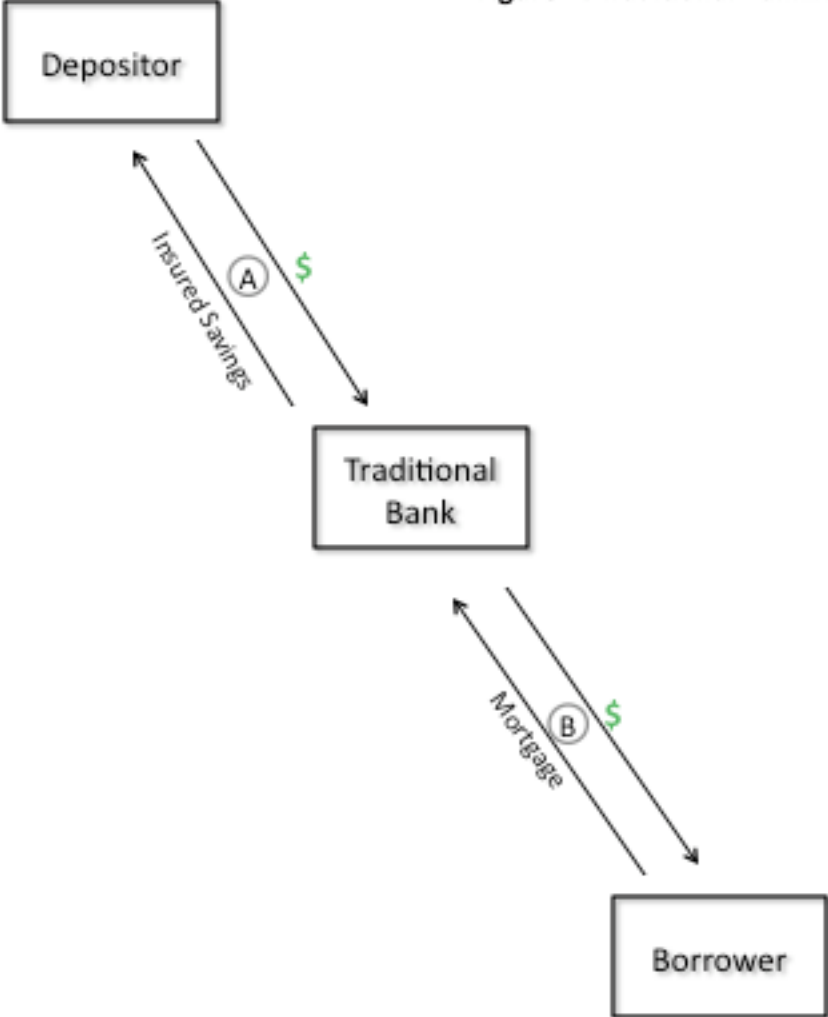 Depositor
Insured Savings
A
$
Traditional
Bank
Mortgage
B
$
Borrower